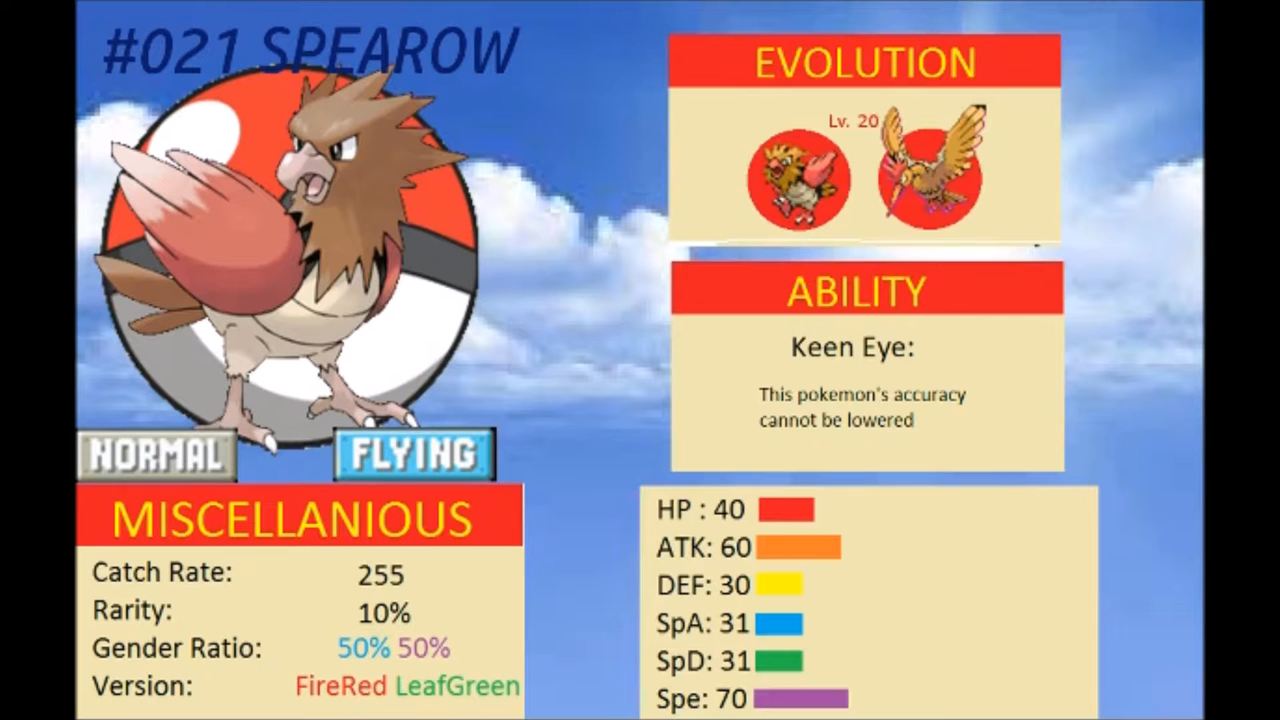 #021 SPEAROW
EVOLUTION
Lv. 20
ABILITY
Keen Eye:
This pokemon's accuracy
cannot be lowered
NORMAL
FLYING
MISCELLANIOUS
Catch Rate: 255
Rarity: 10%
Gender Ratio: 50% 50%
Version: FireRed LeafGreen
HP : 40
ATK: 60
DEF: 30
SpA: 31
SpD: 31
Spe: 70